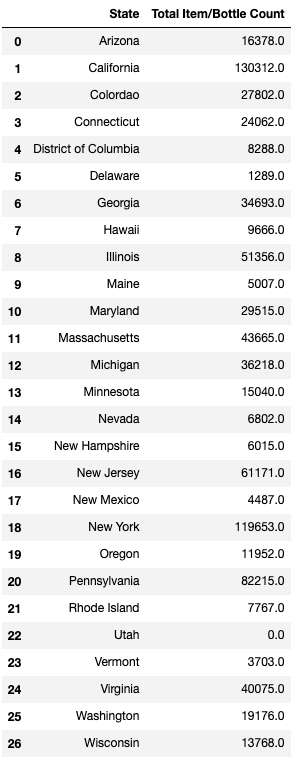 State Total Item/Bottle Count
0 Arizona 16378.0
1 California 130312.0
2 Colordao 27802.0
3 Connecticut 24062.0
4 District of Columbia 8288.0
5 Delaware 1289.0
6 Georgia 34693.0
7 Hawaii 9666.0
8 Illinois 51356.0
9 Maine 5007.0
10 Maryland 29515.0
11 Massachusetts 43665.0
12 Michigan 36218.0
13 Minnesota 15040.0
14 Nevada 6802.0
15 New Hampshire 6015.0
16 New Jersey 61171.0
17 New Mexico 4487.0
18 New York 119653.0
19 Oregon 11952.0
20 Pennsylvania 82215.0
21 Rhode Island 7767.0
22 Utah 0.0
23 Vermont 3703.0
24 Virginia 40075.0
25 Washington 19176.0
26 Wisconsin 13768.0